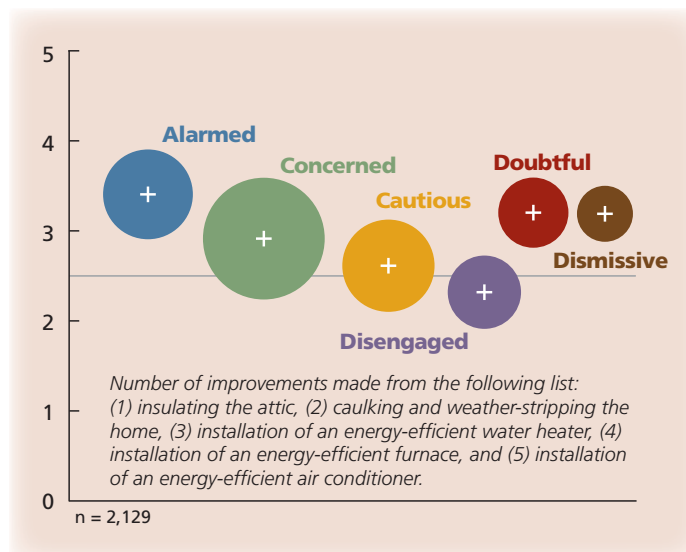 5
4
3
2
1
0
Alarmed
Concerned
Cautious
Disengaged
Doubtful
Dismissive
Number of improvements made from the following list:
(1) insulating the attic, (2) caulking and weather-stripping the
home, (3) installation of an energy-efficient water heater, (4)
installation of an energy-efficient furnace, and (5) installation
of an energy-efficient air conditioner.
n = 2,129